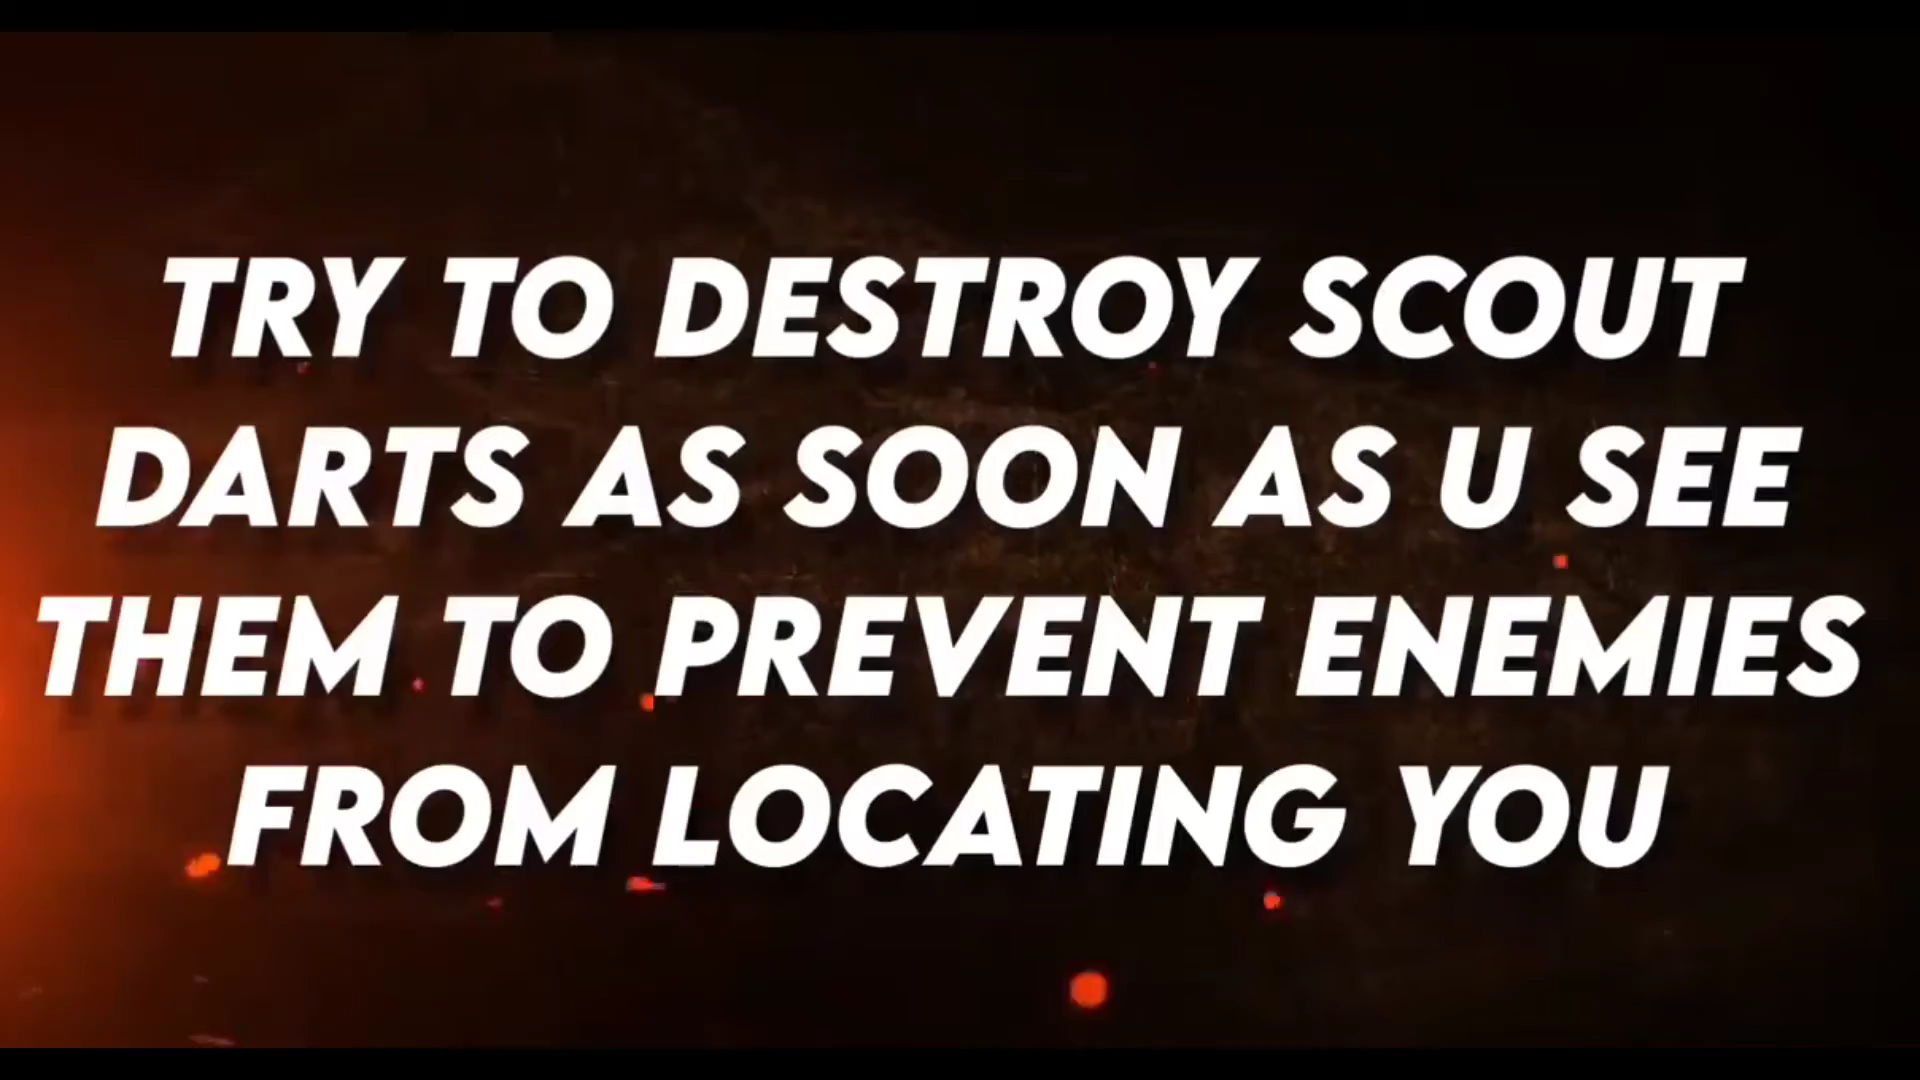 TRY TO DESTROY SCOUT
DARTS AS SOON AS U SEE
THEM TO PREVENT ENEMIES
FROM LOCATING YOU